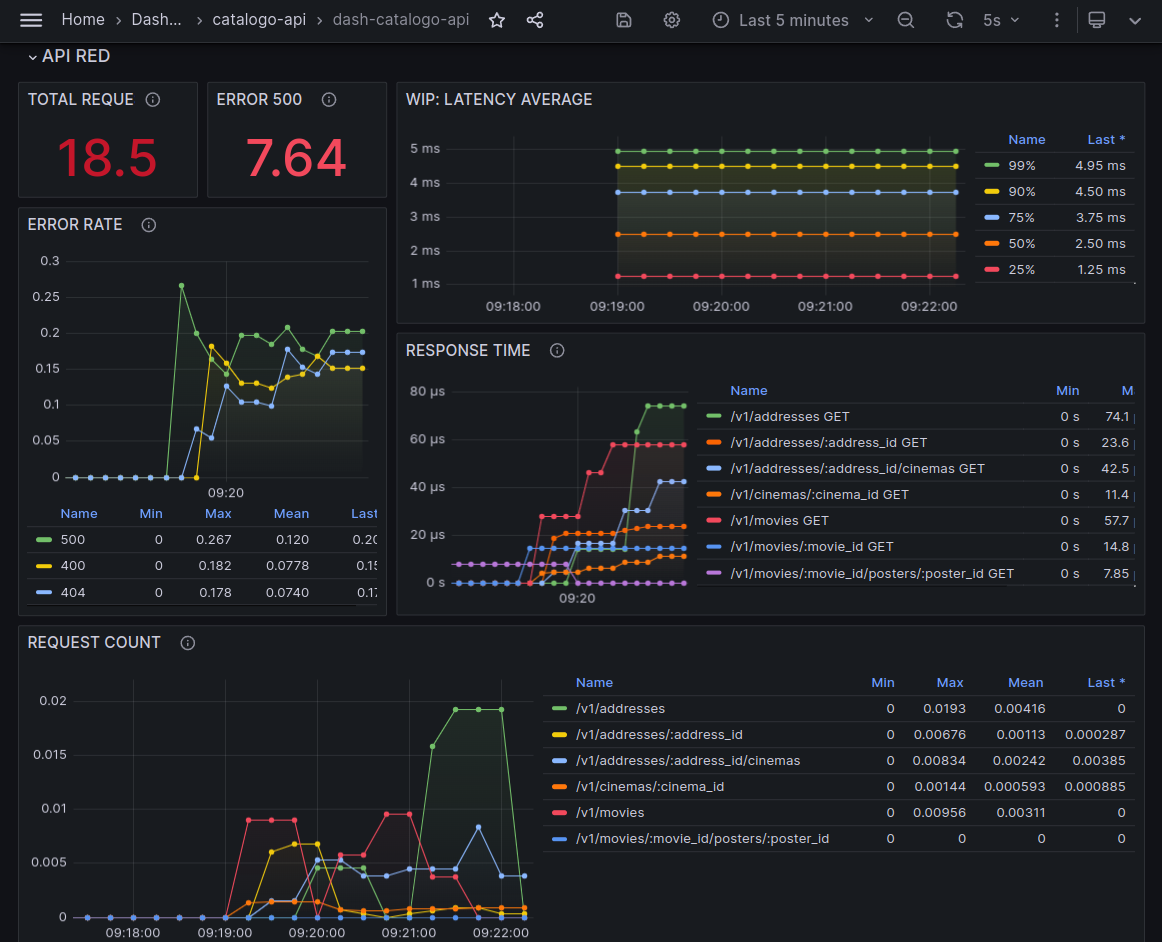 Home › Dash... › catalogo-api › dash-catalogo-api Last 5 minutes 5s
API RED
TOTAL REQUE
18.5
ERROR 500
7.64
WIP: LATENCY AVERAGE
5 ms
4 ms
3 ms
2 ms
1 ms
09:18:00 09:19:00 09:20:00 09:21:00 09:22:00
Name Last *
99% 4.95 ms
90% 4.50 ms
75% 3.75 ms
50% 2.50 ms
25% 1.25 ms
ERROR RATE
0.3
0.25
0.2
0.15
0.1
0.05
0
09:20
Name Min Max Mean Last
500 0 0.267 0.120
400 0 0.182 0.0778
404 0 0.178 0.0740
RESPONSE TIME
80 µs
60 µs
40 µs
20 µs
0 s
09:20
Name Min
/v1/addresses GET 0 s 74.1
/v1/addresses/:address_id GET 0 s 23.6
/v1/addresses/:address_id/cinemas GET 0 s 42.5
/v1/cinemas/:cinema_id GET 0 s 11.4
/v1/movies GET 0 s 57.7
/v1/movies/:movie_id GET 0 s 14.8
/v1/movies/:movie_id/posters/:poster_id GET 0 s 7.85
REQUEST COUNT
0.02
0.015
0.01
0.005
0
09:18:00 09:19:00 09:20:00 09:21:00 09:22:00
Name Min Max Mean Last *
/v1/addresses 0 0.0193 0.00416 0
/v1/addresses/:address_id 0 0.00676 0.00113 0.000287
/v1/addresses/:address_id/cinemas 0 0.00834 0.00242 0.00385
/v1/cinemas/:cinema_id 0 0.00144 0.000593 0.000885
/v1/movies 0 0.00956 0.00311 0
/v1/movies/:movie_id/posters/:poster_id 0 0 0 0